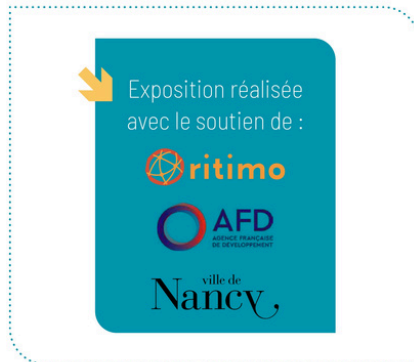 Exposition réalisée
avec le soutien de :
ritimo
AFD
AGENCE FRANÇAISE
DE DÉVELOPPEMENT
ville de
Nancy,